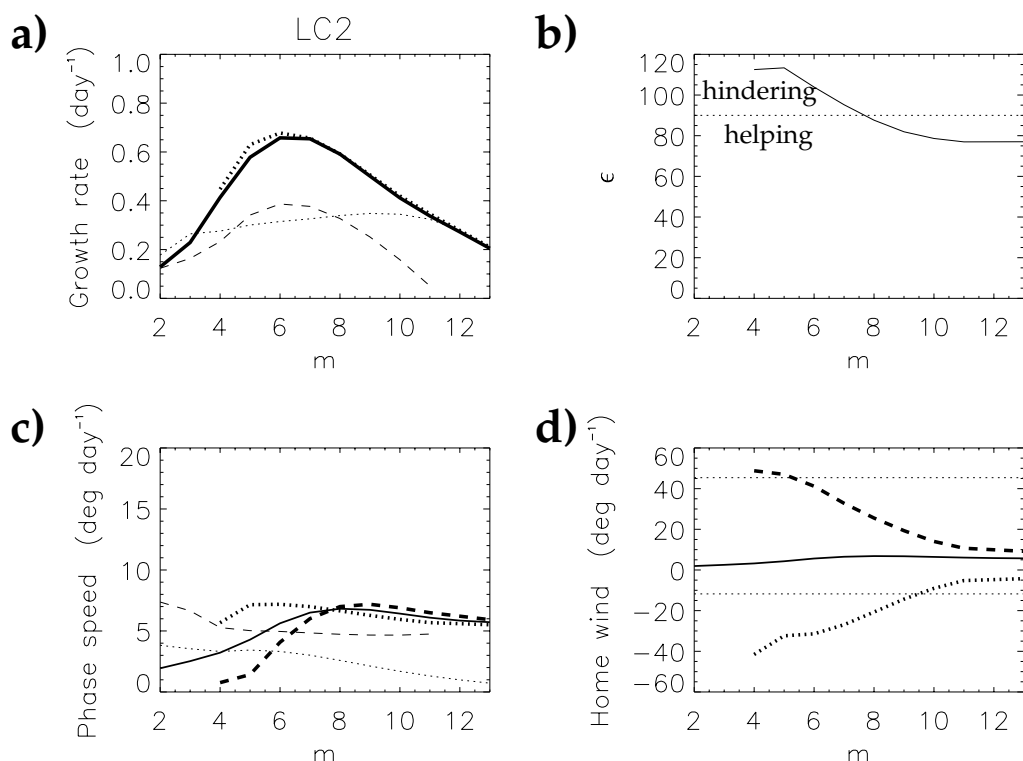 a)
LC2
Growth rate (day⁻¹)
1.0
0.8
0.6
0.4
0.2
0.0
2 4 6 8 10 12
m
b)
ϵ
120
100
80
60
40
20
0
hindering
helping
2 4 6 8 10 12
m
c)
Phase speed (deg day⁻¹)
20
15
10
5
0
2 4 6 8 10 12
m
d)
Home wind (deg day⁻¹)
60
40
20
0
−20
−40
−60
2 4 6 8 10 12
m